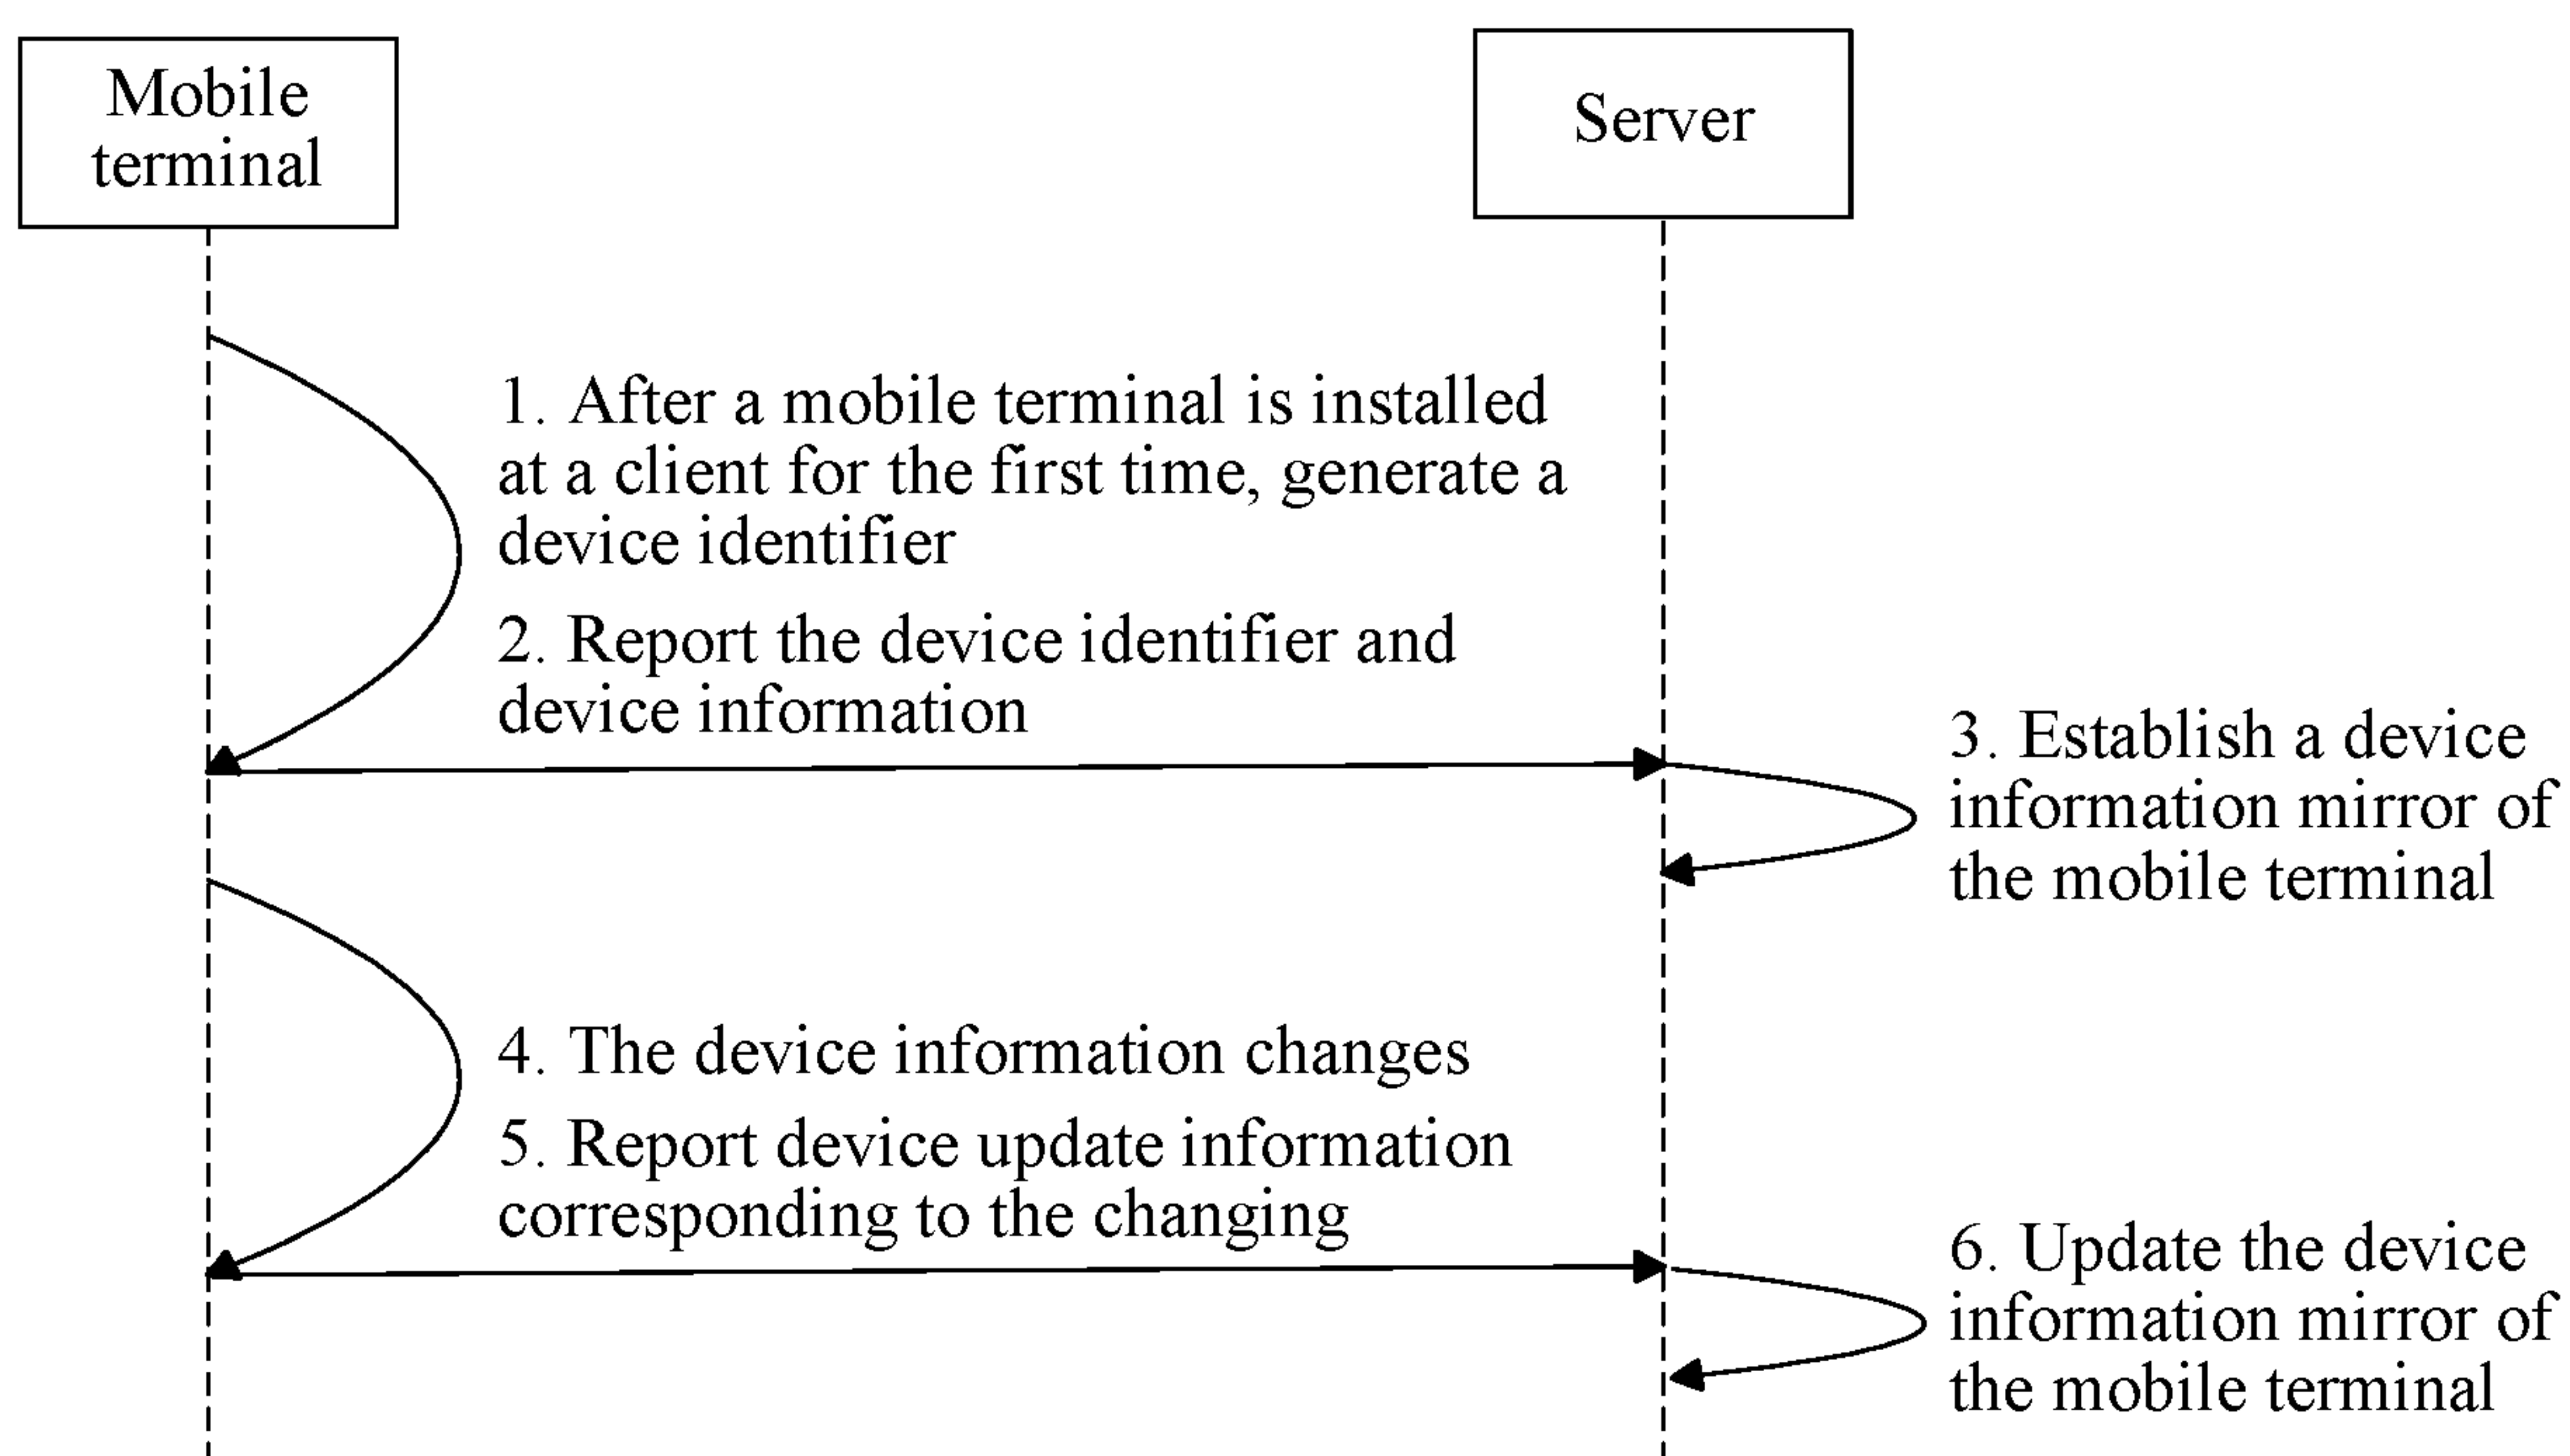 Mobile
terminal
Server
1. After a mobile terminal is installed
at a client for the first time, generate a
device identifier
2. Report the device identifier and
device information
3. Establish a device
information mirror of
the mobile terminal
4. The device information changes
5. Report device update information
corresponding to the changing
6. Update the device
information mirror of
the mobile terminal